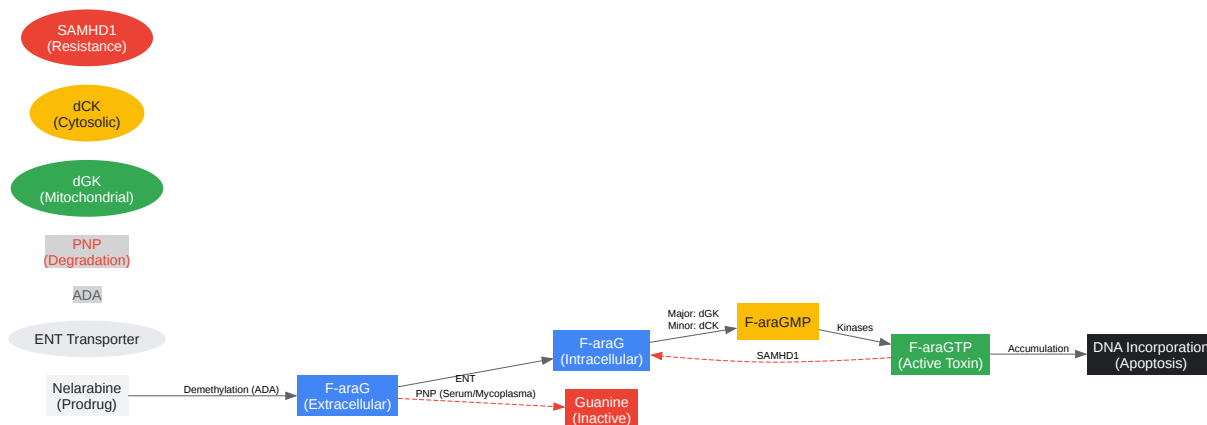 SAMHD1
(Resistance)
dCK
(Cytosolic)
dGK
(Mitochondrial)
PNP
(Degradation)
ADA
ENT Transporter
Nelarabine
(Prodrug)
Demethylation (ADA)
F-araG
(Extracellular)
ENT
PNP (Serum/Mycoplasma)
F-araG
(Intracellular)
Guanine
(Inactive)
Major: dGK
Minor: dCK
F-araGMP
Kinases
SAMHD1
F-araGTP
(Active Toxin)
Accumulation
DNA Incorporation
(Apoptosis)